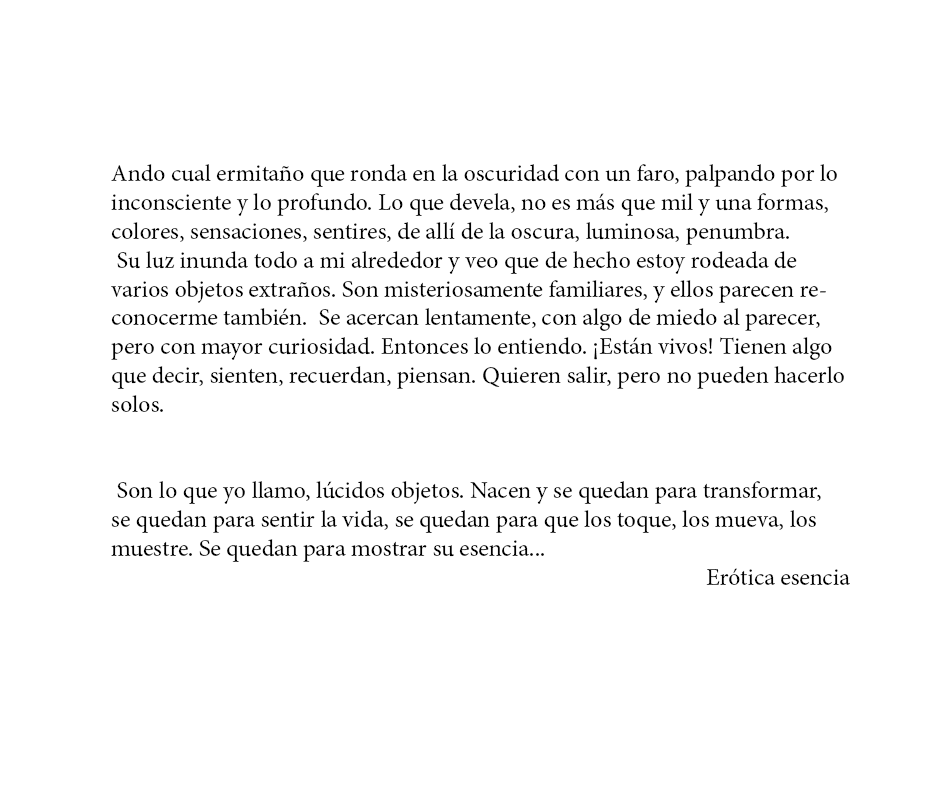 Ando cual ermitaño que ronda en la oscuridad con un faro, palpando por lo
inconsciente y lo profundo. Lo que devela, no es más que mil y una formas,
colores, sensaciones, sentires, de allí de la oscura, luminosa, penumbra.
Su luz inunda todo a mi alrededor y veo que de hecho estoy rodeada de
varios objetos extraños. Son misteriosamente familiares, y ellos parecen re-
conocerme también.  Se acercan lentamente, con algo de miedo al parecer,
pero con mayor curiosidad. Entonces lo entiendo. ¡Están vivos! Tienen algo
que decir, sienten, recuerdan, piensan. Quieren salir, pero no pueden hacerlo
solos.
Son lo que yo llamo, lúcidos objetos. Nacen y se quedan para transformar,
se quedan para sentir la vida, se quedan para que los toque, los mueva, los
muestre. Se quedan para mostrar su esencia...
Erótica esencia